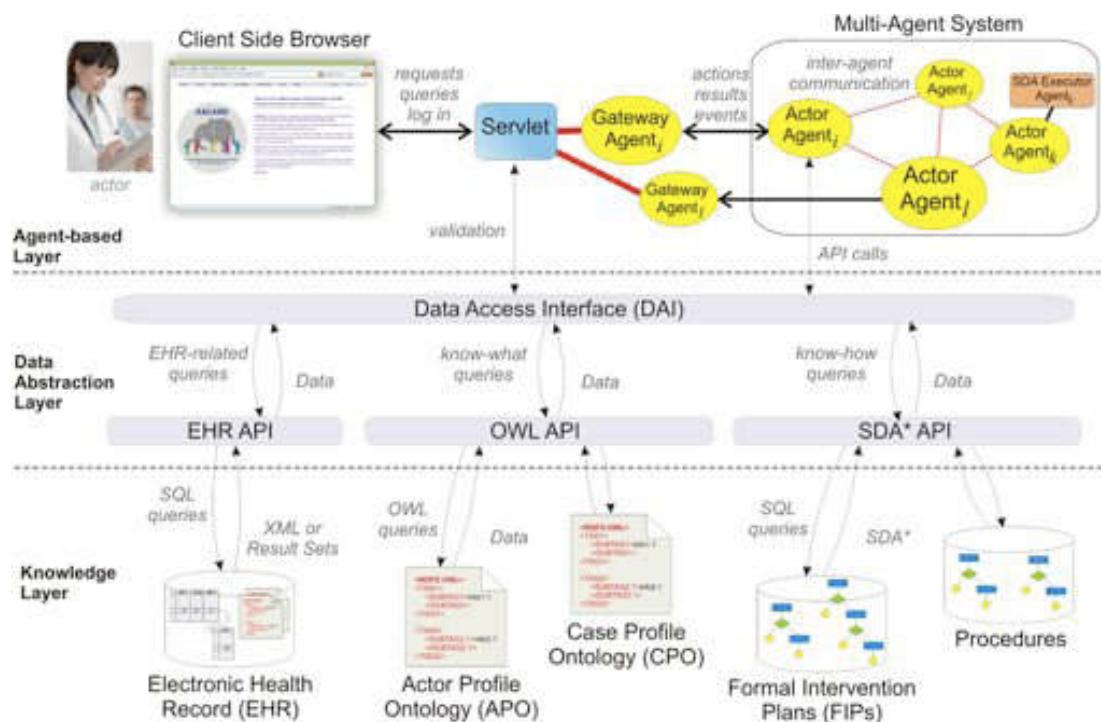 Client Side Browser
Multi-Agent System
actor
requests
queries
log in
Servlet
Gateway
Agent i
actions
results
events
inter-agent
communication
Actor
Agent i
Actor
Agent
SDA Executor
Agent k
Actor
Agent k
Actor
Agent j
Gateway
Agent
Agent-based
Layer
validation
API calls
Data Access Interface (DAI)
Data
Abstraction
Layer
EHR-related
queries
Data
know-what
queries
Data
know-how
queries
Data
EHR API
OWL API
SDA* API
Knowledge
Layer
SQL
queries
XML or
Result Sets
OWL
queries
Data
SQL
queries
SDA*
Electronic Health
Record (EHR)
Actor Profile
Ontology (APO)
Case Profile
Ontology (CPO)
Formal Intervention
Plans (FIPs)
Procedures